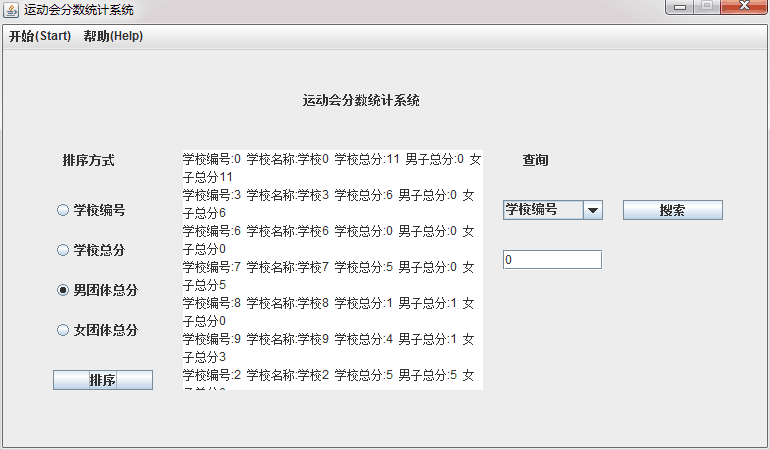 运动会分数统计系统
开始(Start) 帮助(Help)
运动会分数统计系统
排序方式
学校编号
学校总分
男团体总分
女团体总分
排序
学校编号:0 学校名称:学校0 学校总分:11 男子总分:0 女
子总分11
学校编号:3 学校名称:学校3 学校总分:6 男子总分:0 女
子总分6
学校编号:6 学校名称:学校6 学校总分:0 男子总分:0 女
子总分0
学校编号:7 学校名称:学校7 学校总分:5 男子总分:0 女
子总分5
学校编号:8 学校名称:学校8 学校总分:1 男子总分:1 女
子总分0
学校编号:9 学校名称:学校9 学校总分:4 男子总分:1 女
子总分3
学校编号:2 学校名称:学校2 学校总分:5 男子总分:5 女
查询
学校编号
搜索
0